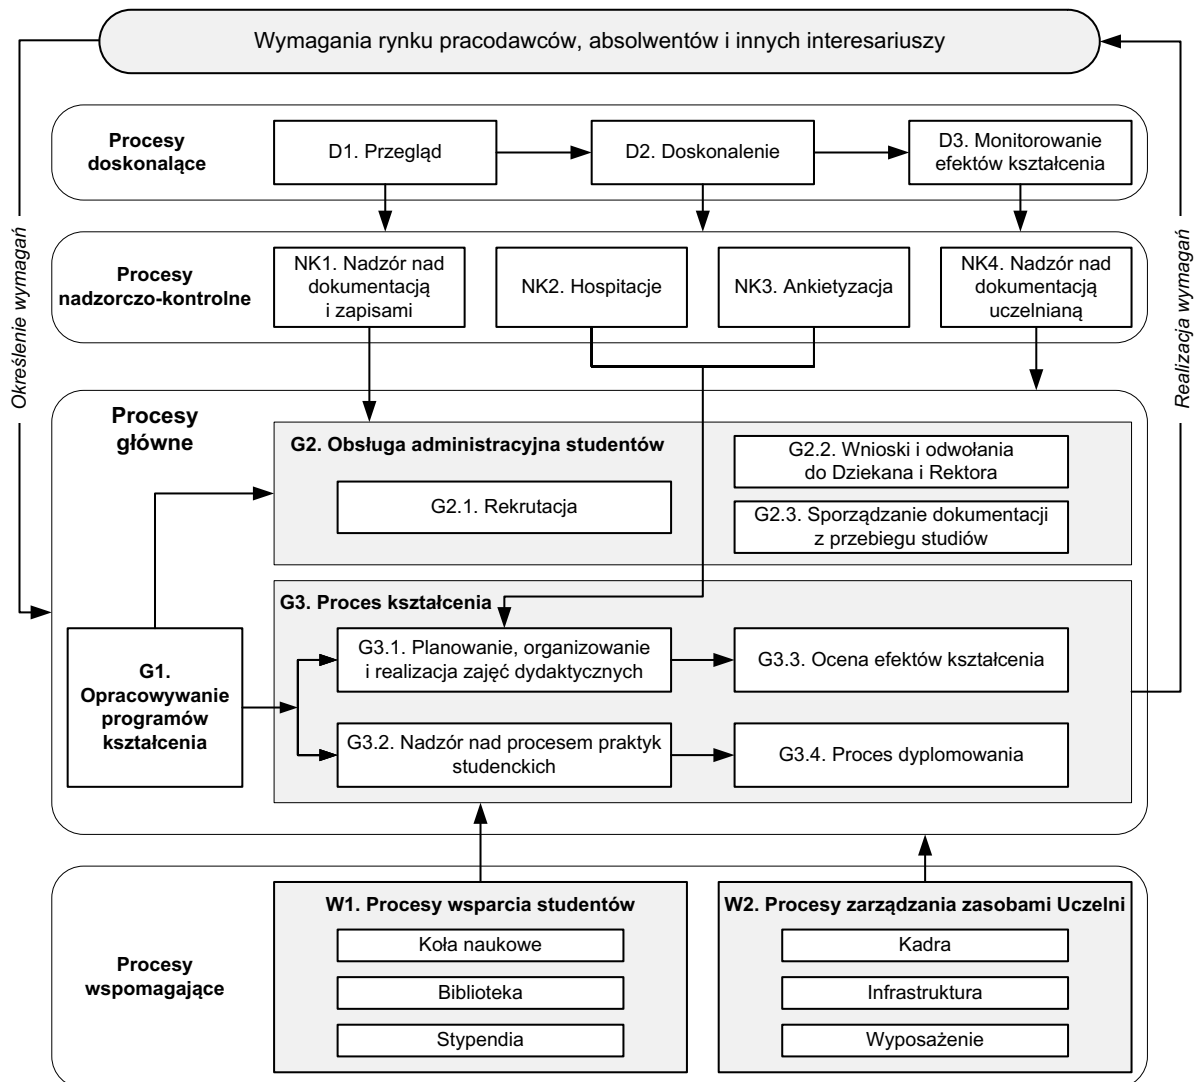 Wymagania rynku pracodawców, absolwentów i innych interesariuszy
Określenie wymagań
Realizacja wymagań
Procesy
doskonalące
D1. Przegląd
D2. Doskonalenie
D3. Monitorowanie
efektów kształcenia
Procesy
nadzorczo-kontrolne
NK1. Nadzór nad
dokumentacją
i zapisami
NK2. Hospitacje
NK3. Ankietyzacja
NK4. Nadzór nad
dokumentacją
uczelnianą
Procesy
główne
G2. Obsługa administracyjna studentów
G2.1. Rekrutacja
G2.2. Wnioski i odwołania
do Dziekana i Rektora
G2.3. Sporządzanie dokumentacji
z przebiegu studiów
G1.
Opracowywanie
programów
kształcenia
G3. Proces kształcenia
G3.1. Planowanie, organizowanie
i realizacja zajęć dydaktycznych
G3.3. Ocena efektów kształcenia
G3.2. Nadzór nad procesem praktyk
studenckich
G3.4. Proces dyplomowania
Procesy
wspomagające
W1. Procesy wsparcia studentów
Koła naukowe
Biblioteka
Stypendia
W2. Procesy zarządzania zasobami Uczelni
Kadra
Infrastruktura
Wyposażenie